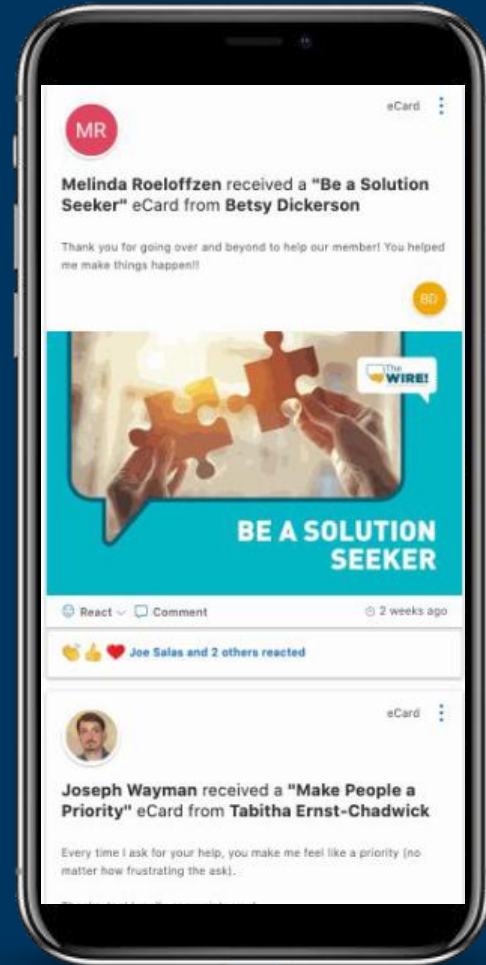 eCard
MR
Melinda Roeloffzen received a "Be a Solution
Seeker" eCard from Betsy Dickerson
Thank you for going over and beyond to help our member! You helped
me make things happen!!
BD
The
WIRE!
BE A SOLUTION
SEEKER
React Comment 2 weeks ago
Joe Salas and 2 others reacted
eCard
Joseph Wayman received a "Make People a
Priority" eCard from Tabitha Ernst-Chadwick
Every time I ask for your help, you make me feel like a priority (no
matter how frustrating the ask).